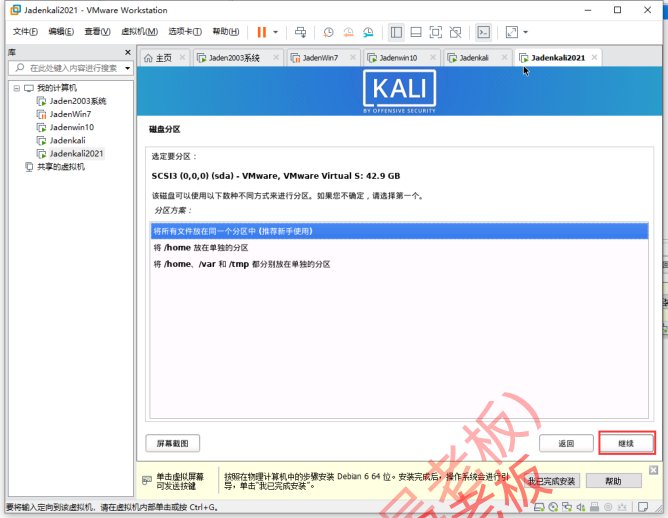 Jadenkali2021 - VMware Workstation
文件(F) 编辑(E) 查看(V) 虚拟机(M) 选项卡(T) 帮助(H)
库
在此处键入内容进行搜索
我的计算机
Jaden2003系统
JadenWin7
Jadenwin10
Jadenkali
Jadenkali2021
共享的虚拟机
主页 Jaden2003系统 JadenWin7 Jadenwin10 Jadenkali Jadenkali2021
KALI
BY OFFENSIVE SECURITY
磁盘分区
选定要分区：
SCSI3 (0,0,0) (sda) - VMware, VMware Virtual S: 42.9 GB
该磁盘可以使用以下数种不同方式来进行分区。如果您不确定，请选择第一个。
分区方案：
将所有文件放在同一个分区中 (推荐新手使用)
将 /home 放在单独的分区
将 /home、/var 和 /tmp 都分别放在单独的分区
屏幕截图 返回 继续
单击虚拟屏幕
可发送按键
按照在物理计算机中的步骤安装 Debian 6 64 位。安装完成后，操作系统会进行引
导，单击“我已完成安装”。
我已完成安装 帮助
要将输入定向到该虚拟机，请在虚拟机内部单击或按 Ctrl+G。
老板)
老板